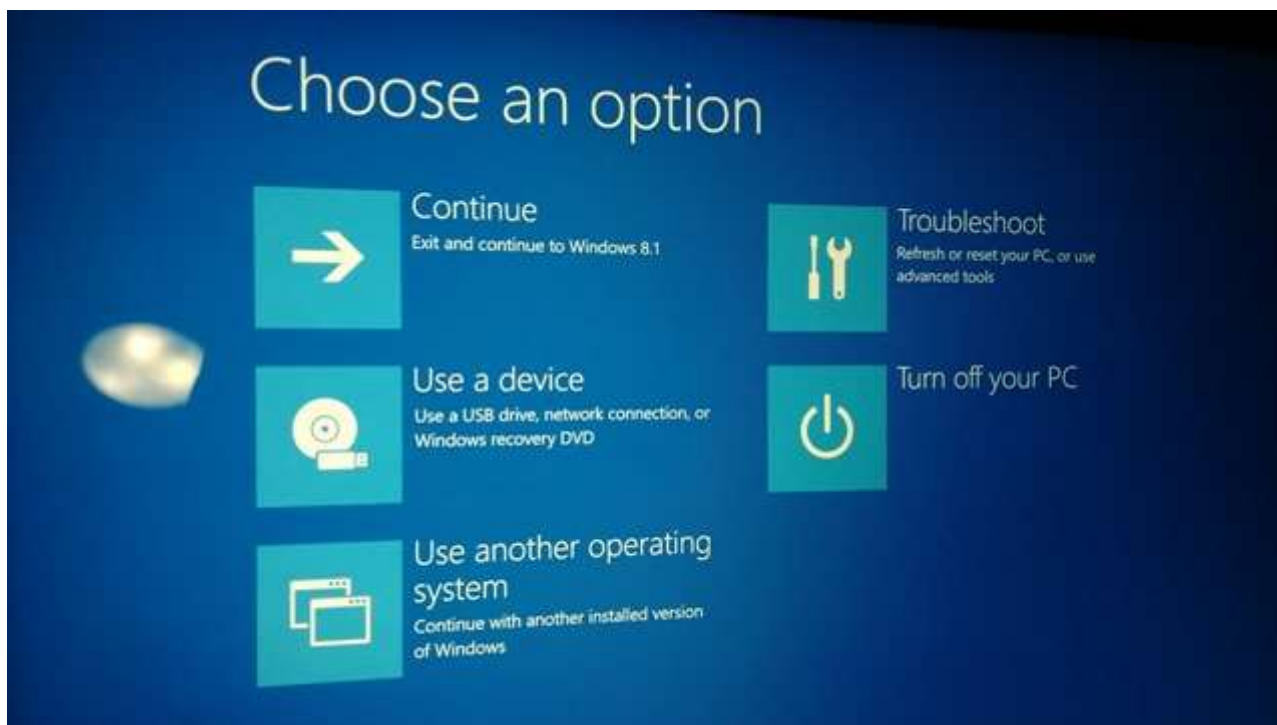 Choose an option
Continue
Exit and continue to Windows 8.1
Use a device
Use a USB drive, network connection, or
Windows recovery DVD
Use another operating
system
Continue with another installed version
of Windows
Troubleshoot
Refresh or reset your PC, or use
advanced tools
Turn off your PC